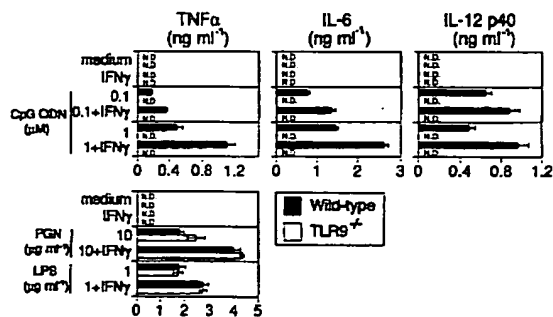 TNFα IL-6 IL-12 p40
(ng ml⁻¹) (ng ml⁻¹) (ng ml⁻¹)
medium N.D. N.D. N.D.
N.D. N.D. N.D.
IFNγ N.D. N.D. N.D.
N.D. N.D. N.D.
0.1
N.D. N.D. N.D.
CpG ODN 0.1+IFNγ
(μM) N.D. N.D. N.D.
1
N.D. N.D. N.D.
1+IFNγ
N.D. N.D. N.D.
0 0.4 0.8 1.2 0 1 2 3 0 0.4 0.8 1.2
medium N.D.
N.D.
IFNγ N.D.
N.D.
PGN 10
(μg ml⁻¹) 10+IFNγ
LPS 1
(μg ml⁻¹) 1+IFNγ
0 1 2 3 4 5
Wild-type
TLR9⁻/⁻